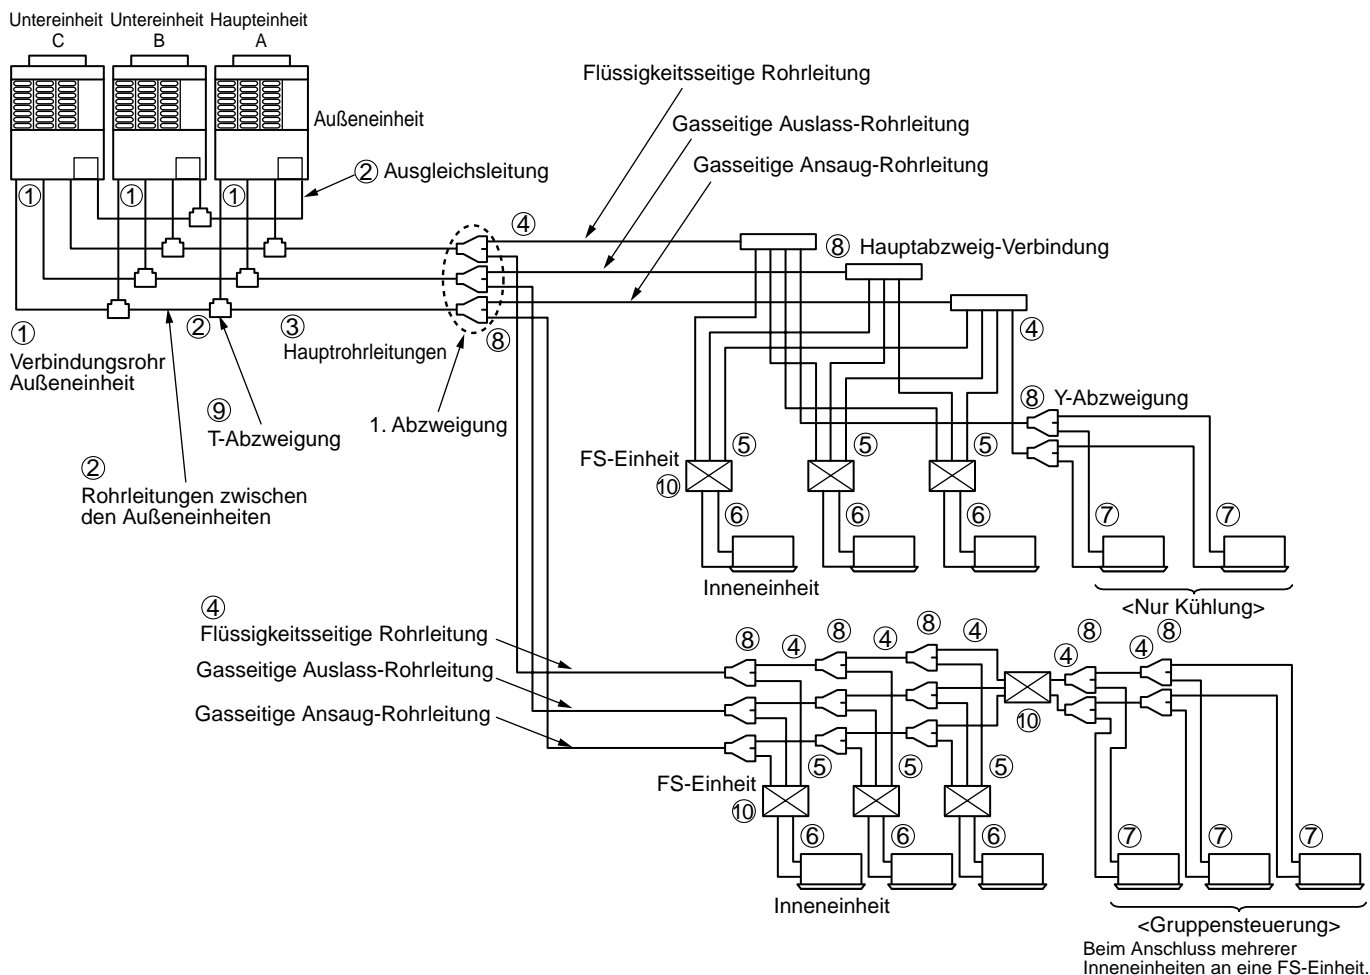 Untereinheit Untereinheit Haupteinheit
C B A
Flüssigkeitsseitige Rohrleitung
Außeneinheit
Gasseitige Auslass-Rohrleitung
② Ausgleichsleitung
Gasseitige Ansaug-Rohrleitung
① ① ①
④
⑧ Hauptabzweig-Verbindung
① ② ③ ⑧ ④
Verbindungsrohr
Außeneinheit
Hauptrohrleitungen
⑨
T-Abzweigung
1. Abzweigung
⑧ Y-Abzweigung
②
Rohrleitungen zwischen
den Außeneinheiten
FS-Einheit
⑤ ⑤ ⑤
⑩
⑥ ⑥ ⑥ ⑦ ⑦
Inneneinheit
<Nur Kühlung>
④
Flüssigkeitsseitige Rohrleitung
Gasseitige Auslass-Rohrleitung
Gasseitige Ansaug-Rohrleitung
⑧ ④ ⑧ ④ ⑧ ④ ④ ⑧ ④ ⑧
⑩
FS-Einheit
⑤ ⑤ ⑤
⑩
⑥ ⑥ ⑥ ⑦ ⑦ ⑦
Inneneinheit
<Gruppensteuerung>
Beim Anschluss mehrerer
Inneneinheiten an eine FS-Einheit.